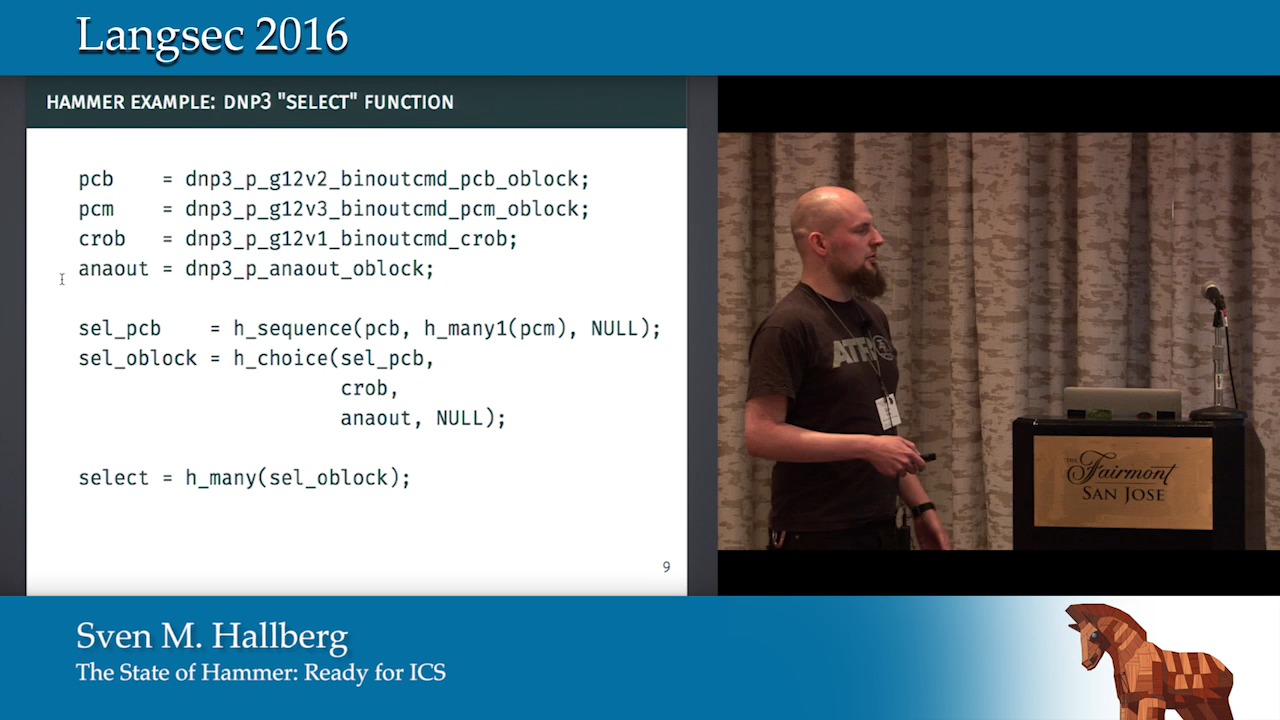 Langsec 2016
HAMMER EXAMPLE: DNP3 "SELECT" FUNCTION
pcb = dnp3_p_g12v2_binoutcmd_pcb_oblock;
pcm = dnp3_p_g12v3_binoutcmd_pcm_oblock;
crob = dnp3_p_g12v1_binoutcmd_crob;
anaout = dnp3_p_anaout_oblock;
sel_pcb = h_sequence(pcb, h_many1(pcm), NULL);
sel_oblock = h_choice(sel_pcb,
crob,
anaout, NULL);
select = h_many(sel_oblock);
9
THE Fairmont
SAN JOSE
Sven M. Hallberg
The State of Hammer: Ready for ICS